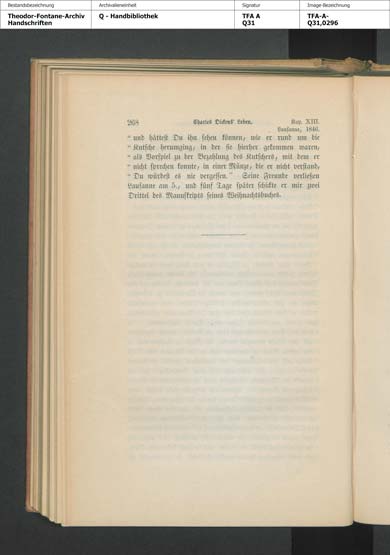 Bestandsbezeichnung Archivalieneinheit Signatur Image-Bezeichnung
Theodor-Fontane-Archiv Q - Handbibliothek TFA A TFA-A-
Handschriften Q31 Q31,0296
268 Charles Dickens' Leben. Kap. XIII.
Lausanne, 1846.
" und hättest Du ihn sehen können, wie er rund um die
" Kutsche herumging, in der sie hierher gekommen waren,
" als Vorspiel zu der Bezahlung des Kutschers, mit dem er
" nicht sprechen konnte, in einer Münze, die er nicht verstand,
" Du würdest es nie vergessen." Seine Freunde verließen
Lausanne am 5., und fünf Tage später schickte er mir zwei
Drittel des Manuskripts seines Weihnachtsbuches.